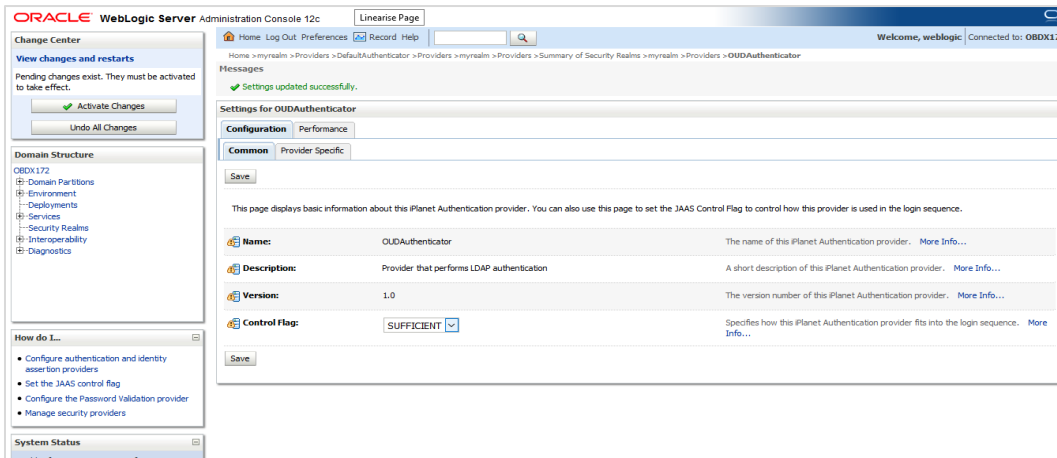 ORACLE WebLogic Server Administration Console 12c
Linearise Page
Change Center
View changes and restarts
Pending changes exist. They must be activated
to take effect.
Activate Changes
Undo All Changes
Domain Structure
OBDX172
Domain Partitions
Environment
Deployments
Services
Security Realms
Interoperability
Diagnostics
How do I...
Configure authentication and identity
assertion providers
Set the JAAS control flag
Configure the Password Validation provider
Manage security providers
System Status
Home Log Out Preferences Record Help
Welcome, weblogic Connected to: OBDX17
Home >myrealm >Providers >DefaultAuthenticator >Providers >myrealm >Providers >Summary of Security Realms >myrealm >Providers >OUDAuthenticator
Messages
Settings updated successfully.
Settings for OUDAuthenticator
Configuration Performance
Common Provider Specific
Save
This page displays basic information about this iPlanet Authentication provider. You can also use this page to set the JAAS Control Flag to control how this provider is used in the login sequence.
Name: OUDAuthenticator The name of this iPlanet Authentication provider. More Info...
Description: Provider that performs LDAP authentication A short description of this iPlanet Authentication provider. More Info...
Version: 1.0 The version number of this iPlanet Authentication provider. More Info...
Control Flag: SUFFICIENT Specifies how this iPlanet Authentication provider fits into the login sequence. More
Info...
Save